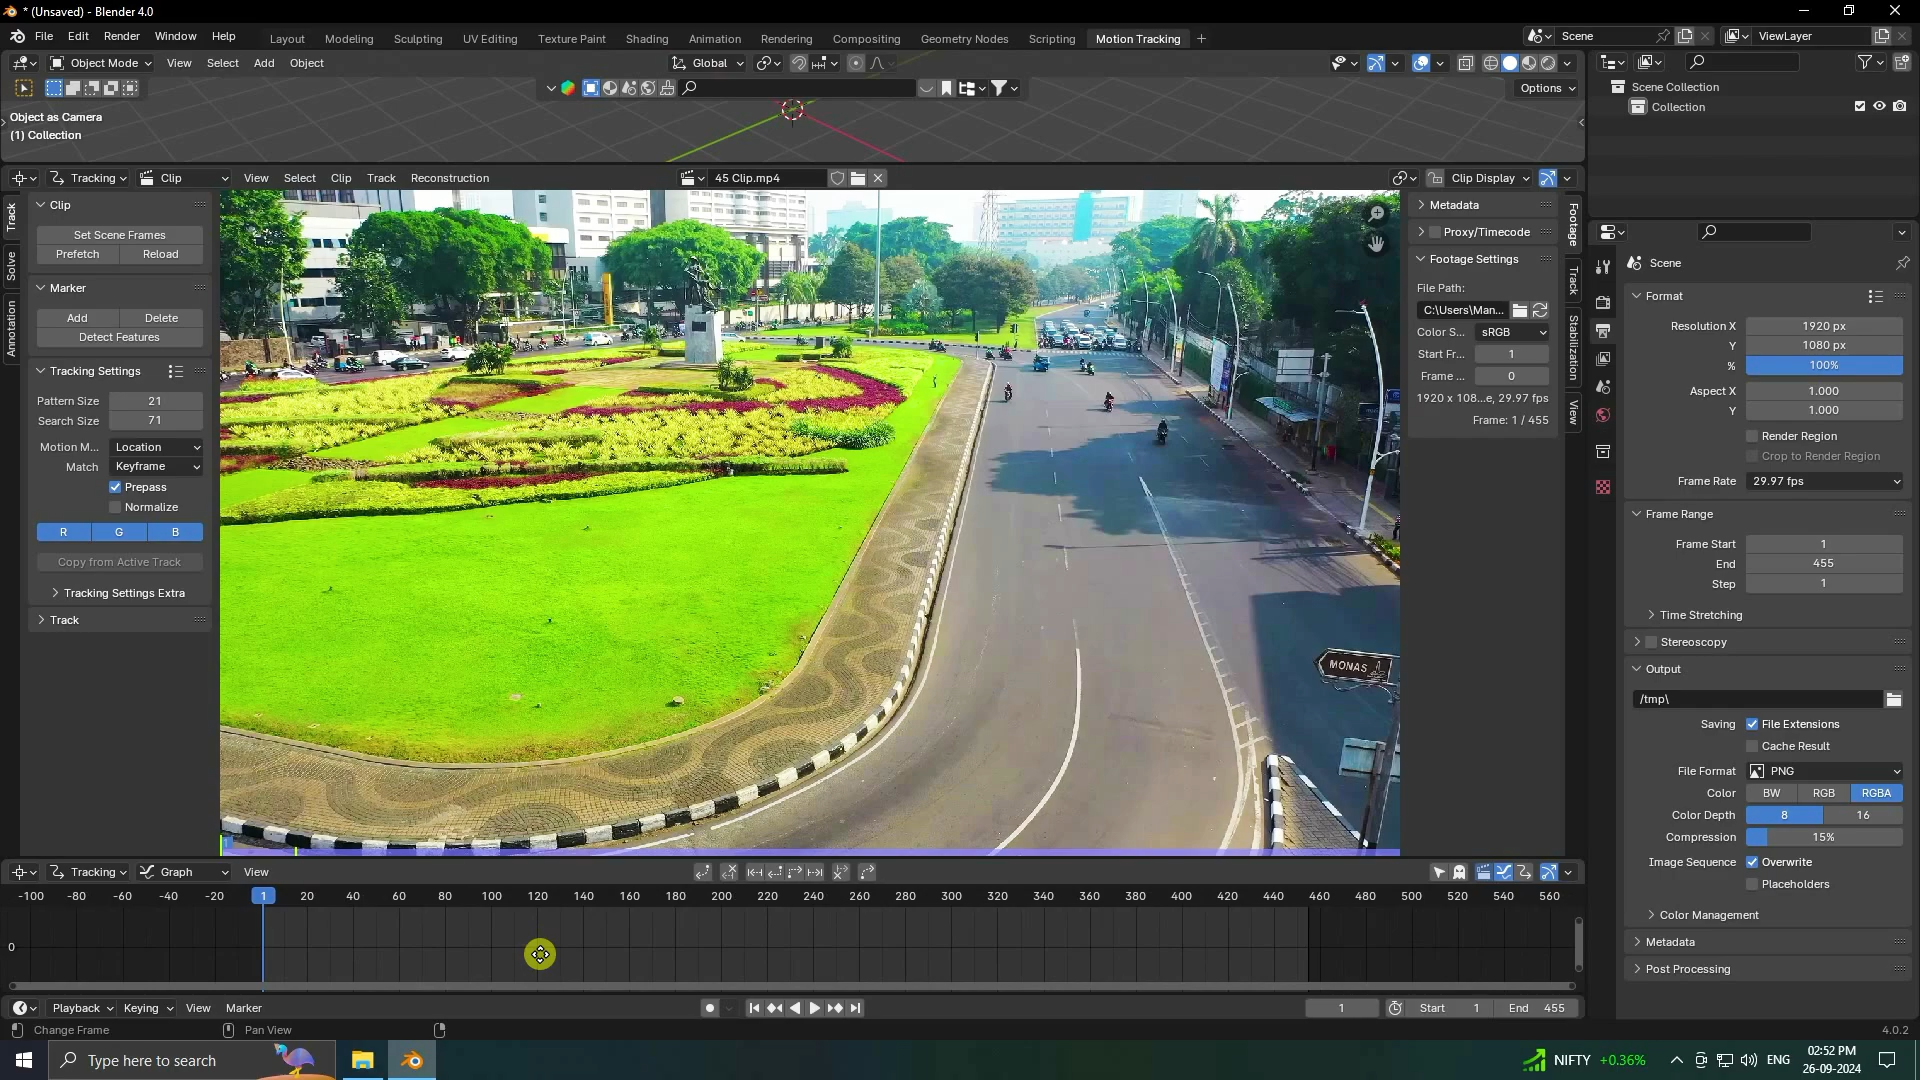 * (Unsaved) - Blender 4.0
File Edit Render Window Help
Layout Modeling Sculpting UV Editing Texture Paint Shading Animation Rendering Compositing Geometry Nodes Scripting Motion Tracking
Scene ViewLayer
Object Mode View Select Add Object Global
Options
Object as Camera
(1) Collection
Scene Collection
Collection
Tracking Clip View Select Clip Track Reconstruction 45 Clip.mp4 Clip Display
Track
Solve
Annotation
Clip
Set Scene Frames
Prefetch Reload
Marker
Add Delete
Detect Features
Tracking Settings
Pattern Size 21
Search Size 71
Motion M... Location
Match Keyframe
Prepass
Normalize
R G B
Copy from Active Track
Tracking Settings Extra
Track
MONAS
1
Metadata
Proxy/Timecode
Footage Settings
File Path:
C:\Users\Man...
Color S... sRGB
Start Fr... 1
Frame ... 0
1920 x 108...e, 29.97 fps
Frame: 1 / 455
Footage
Track
Stabilization
View
Scene
Format
Resolution X 1920 px
Y 1080 px
% 100%
Aspect X 1.000
Y 1.000
Render Region
Crop to Render Region
Frame Rate 29.97 fps
Frame Range
Frame Start 1
End 455
Step 1
Time Stretching
Stereoscopy
Output
/tmp\
Saving File Extensions
Cache Result
File Format PNG
Color BW RGB RGBA
Color Depth 8 16
Compression 15%
Image Sequence Overwrite
Placeholders
Color Management
Metadata
Post Processing
Tracking Graph View
-100 -80 -60 -40 -20 1 20 40 60 80 100 120 140 160 180 200 220 240 260 280 300 320 340 360 380 400 420 440 460 480 500 520 540 560
0
Playback Keying View Marker 1 Start 1 End 455
Change Frame Pan View 4.0.2
Type here to search NIFTY +0.36% ENG 02:52 PM
26-09-2024